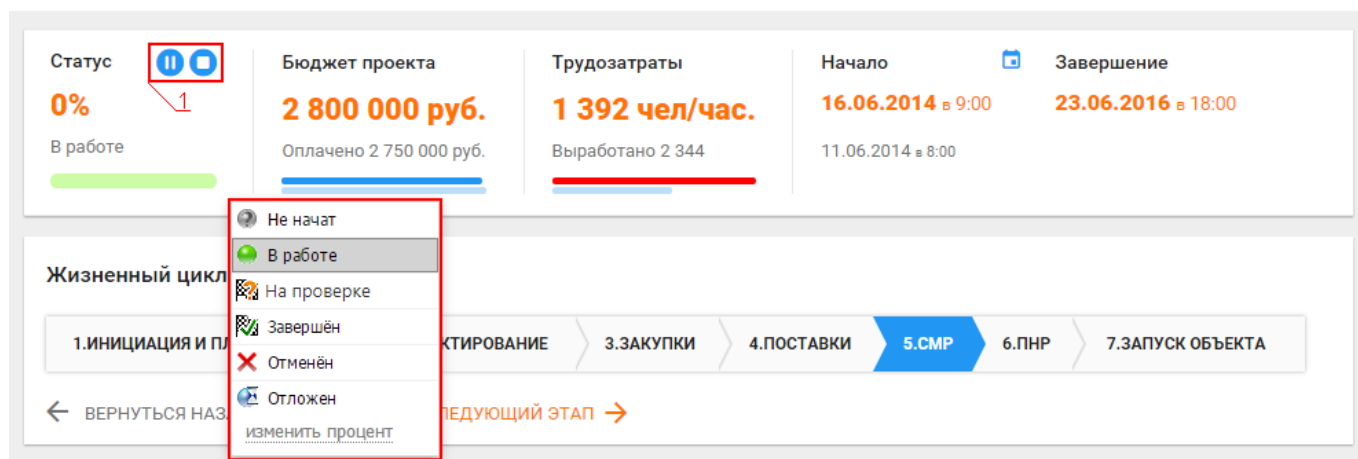 Статус
0%
1
В работе
Бюджет проекта
2 800 000 руб.
Оплачено 2 750 000 руб.
Трудозатраты
1 392 чел/час.
Выработано 2 344
Начало
16.06.2014 в 9:00
11.06.2014 в 8:00
Завершение
23.06.2016 в 18:00
Не начат
В работе
На проверке
Завершён
Отменён
Отложен
изменить процент
Жизненный цикл
1.ИНИЦИАЦИЯ И ПЛ КТИРОВАНИЕ 3.ЗАКУПКИ 4.ПОСТАВКИ 5.СМР 6.ПНР 7.ЗАПУСК ОБЪЕКТА
ВЕРНУТЬСЯ НАЗА ЛЕДУЮЩИЙ ЭТАП